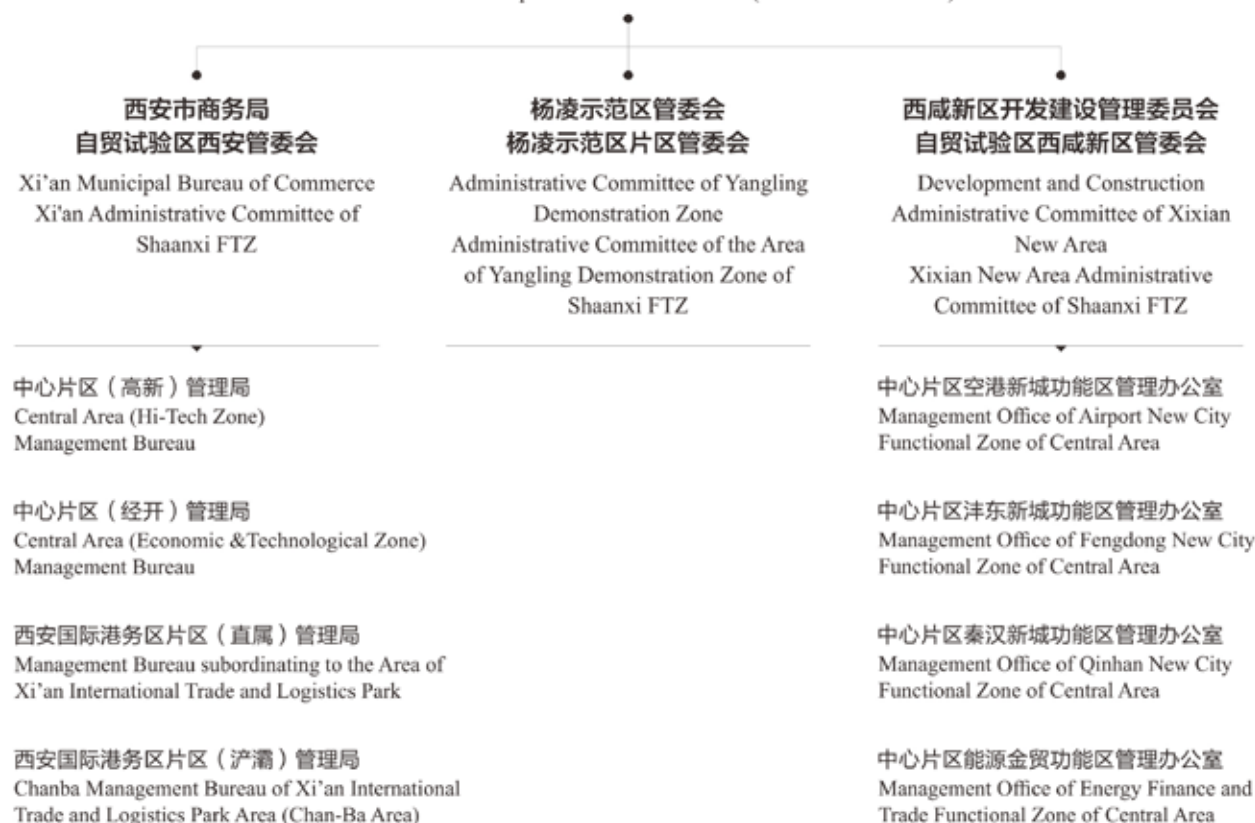 西安市商务局
自贸试验区西安管委会
Xi’an Municipal Bureau of Commerce
Xi'an Administrative Committee of
Shaanxi FTZ
杨凌示范区管委会
杨凌示范区片区管委会
Administrative Committee of Yangling
Demonstration Zone
Administrative Committee of the Area
of Yangling Demonstration Zone of
Shaanxi FTZ
西咸新区开发建设管理委员会
自贸试验区西咸新区管委会
Development and Construction
Administrative Committee of Xixian
New Area
Xixian New Area Administrative
Committee of Shaanxi FTZ
中心片区（高新）管理局
Central Area (Hi-Tech Zone)
Management Bureau
中心片区（经开）管理局
Central Area (Economic &Technological Zone)
Management Bureau
西安国际港务区片区（直属）管理局
Management Bureau subordinating to the Area of
Xi’an International Trade and Logistics Park
西安国际港务区片区（浐灞）管理局
Chanba Management Bureau of Xi’an International
Trade and Logistics Park Area (Chan-Ba Area)
中心片区空港新城功能区管理办公室
Management Office of Airport New City
Functional Zone of Central Area
中心片区沣东新城功能区管理办公室
Management Office of Fengdong New City
Functional Zone of Central Area
中心片区秦汉新城功能区管理办公室
Management Office of Qinhan New City
Functional Zone of Central Area
中心片区能源金贸功能区管理办公室
Management Office of Energy Finance and
Trade Functional Zone of Central Area